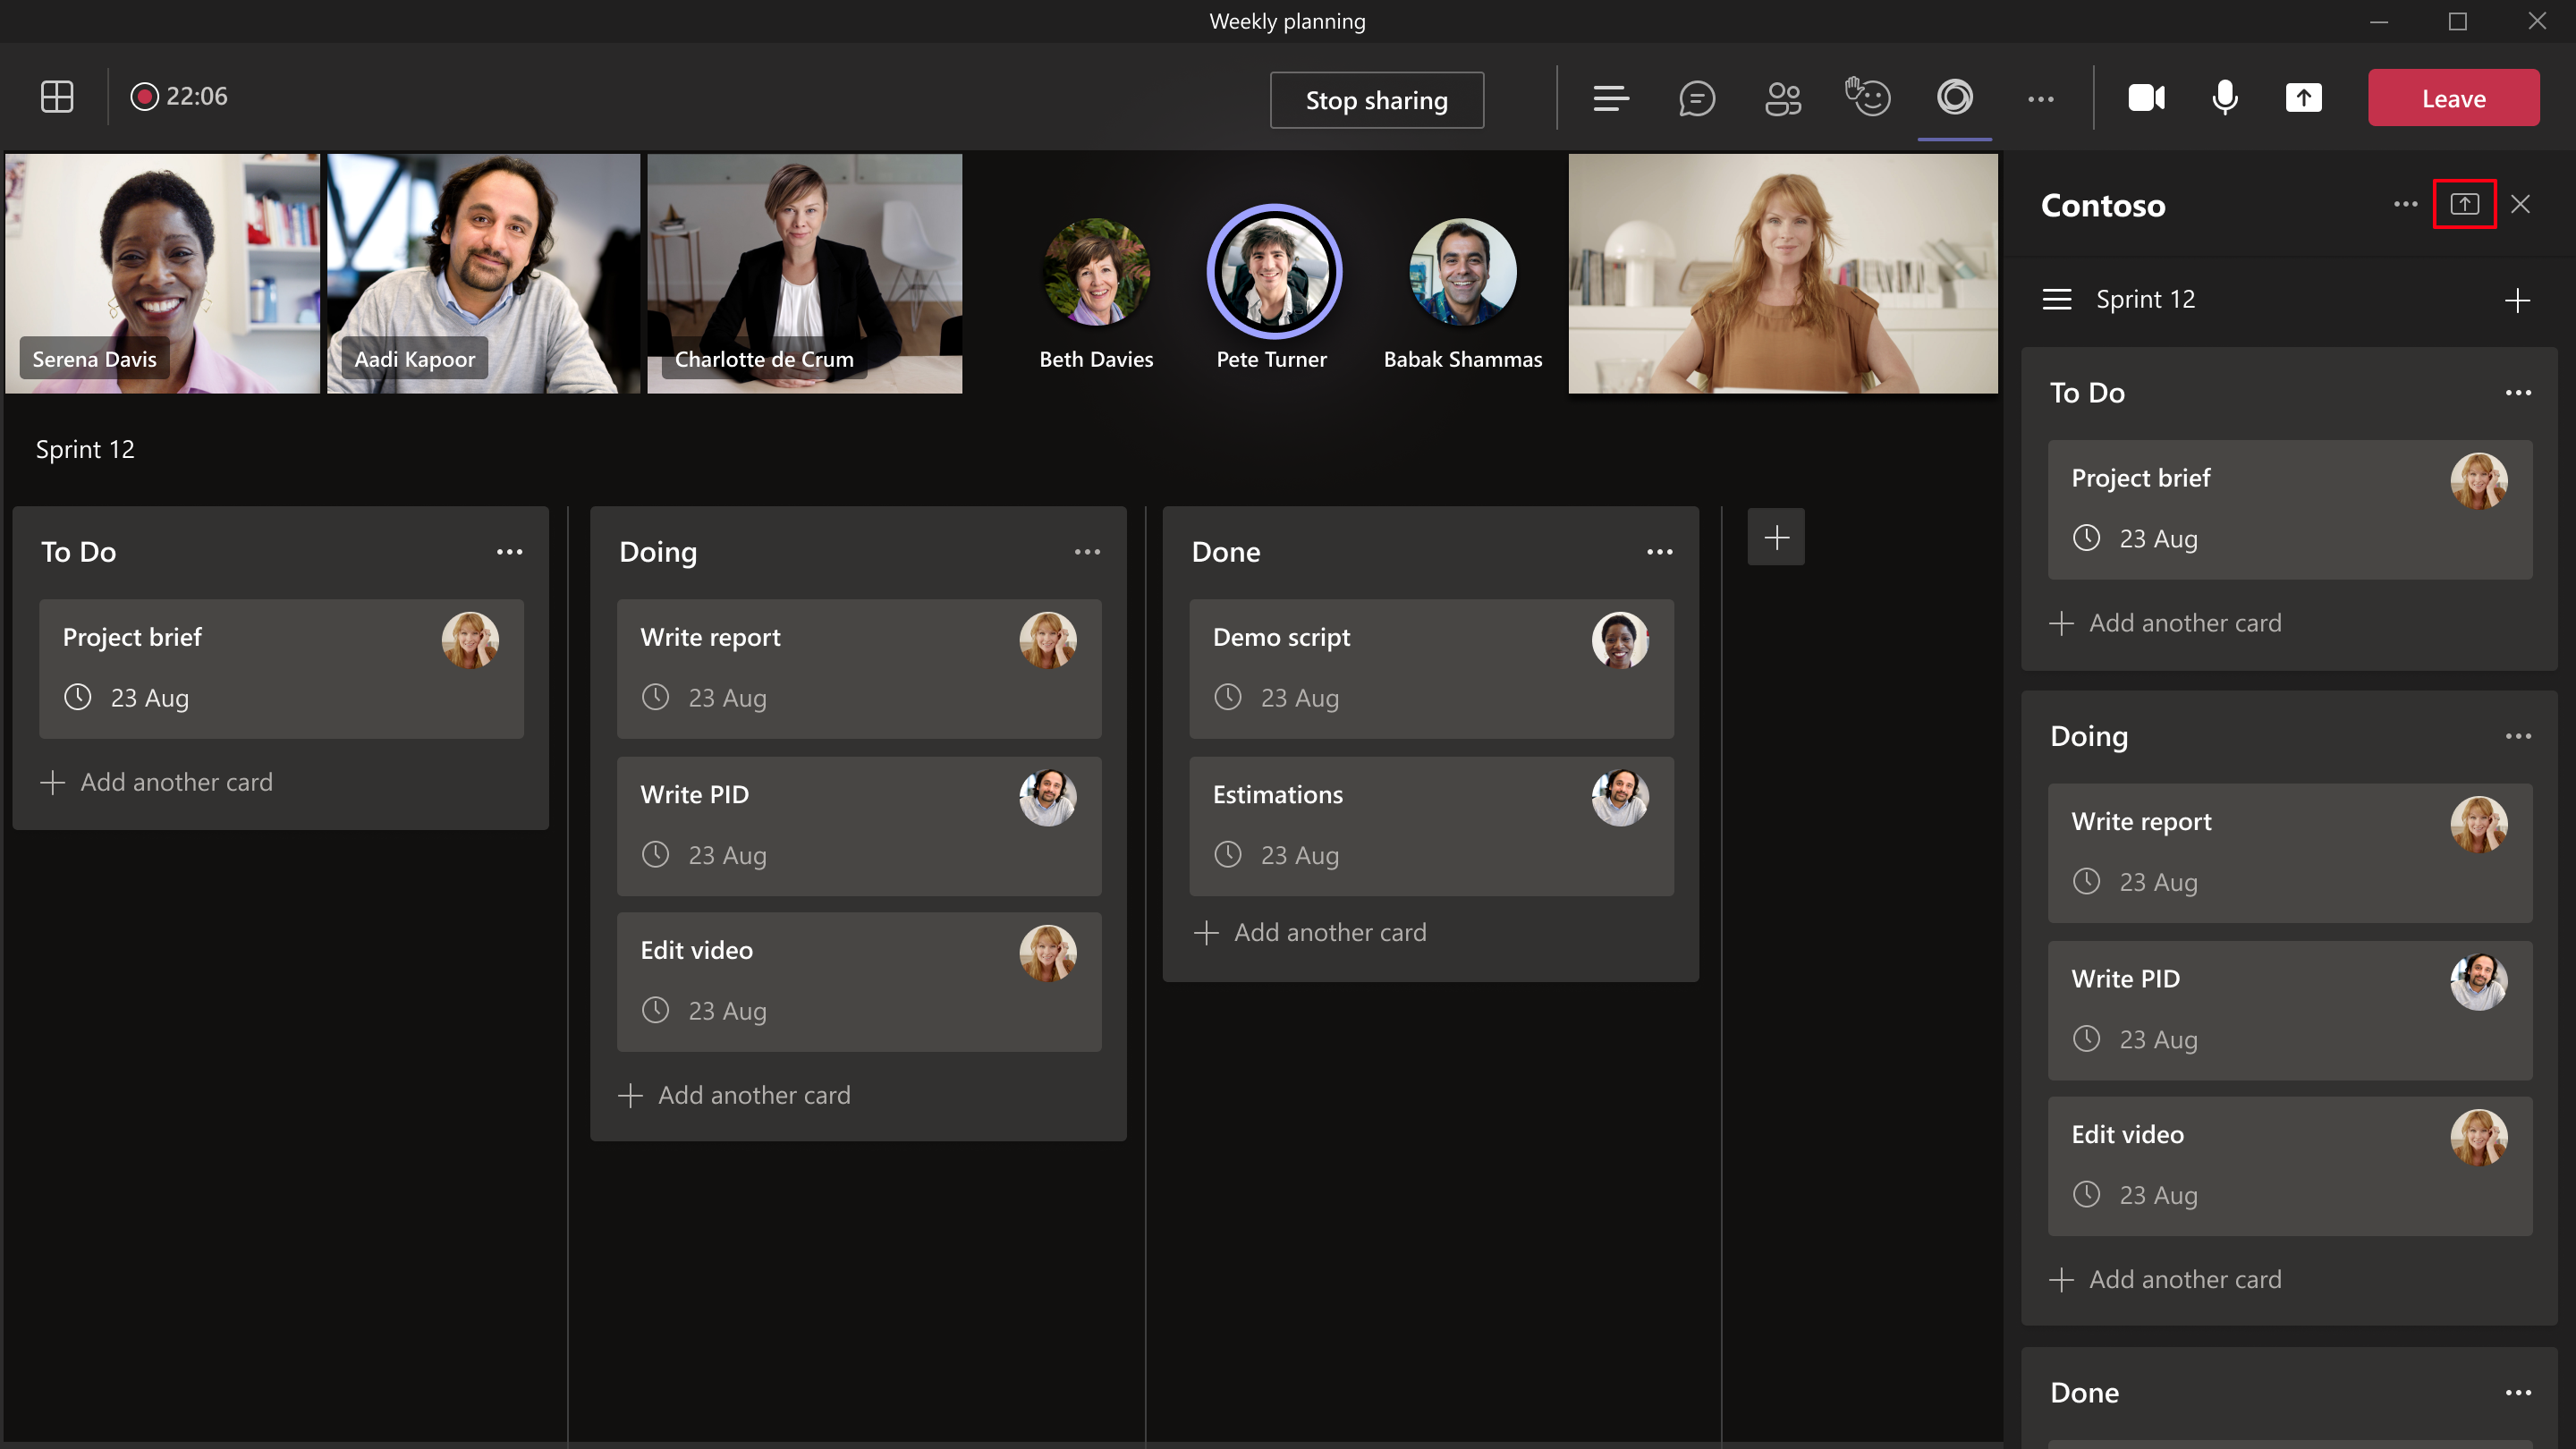 Weekly planning
22:06
Stop sharing
Leave
Serena Davis
Aadi Kapoor
Charlotte de Crum
Beth Davies
Pete Turner
Babak Shammas
Sprint 12
To Do
Project brief
23 Aug
Add another card
Doing
Write report
23 Aug
Write PID
23 Aug
Edit video
23 Aug
Add another card
Done
Demo script
23 Aug
Estimations
23 Aug
Add another card
Contoso
Sprint 12
To Do
Project brief
23 Aug
Add another card
Doing
Write report
23 Aug
Write PID
23 Aug
Edit video
23 Aug
Add another card
Done